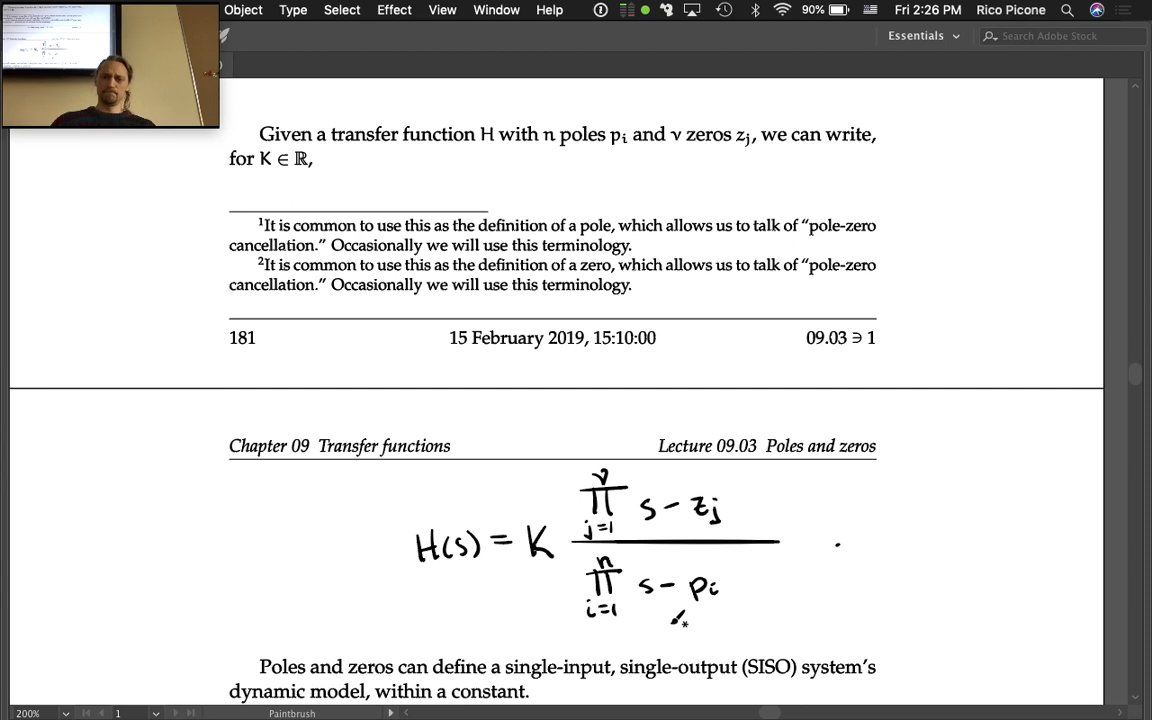 Object Type Select Effect View Window Help 90% Fri 2:26 PM Rico Picone
Essentials Search Adobe Stock
Given a transfer function H with n poles pᵢ and ν zeros zⱼ, we can write,
for K ∈ ℝ,
¹It is common to use this as the definition of a pole, which allows us to talk of “pole-zero
cancellation.” Occasionally we will use this terminology.
²It is common to use this as the definition of a zero, which allows us to talk of “pole-zero
cancellation.” Occasionally we will use this terminology.
181 15 February 2019, 15:10:00 09.03 ∋ 1
Chapter 09 Transfer functions Lecture 09.03 Poles and zeros
ν
∏ s − zⱼ
j=1
H(s) = K .
n
∏ s − pᵢ
i=1
Poles and zeros can define a single-input, single-output (SISO) system’s
dynamic model, within a constant.
200% 1 Paintbrush